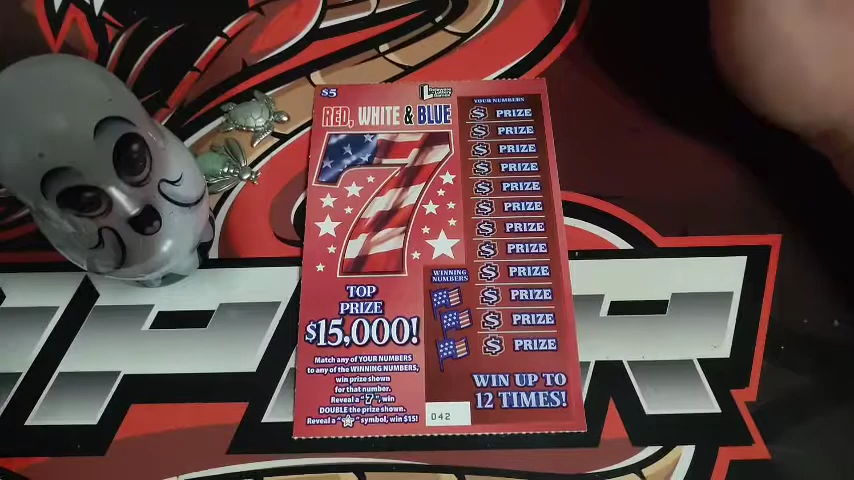 $5
RED, WHITE & BLUE
7
TOP
PRIZE
$15,000!
Match any of YOUR NUMBERS
to any of the WINNING NUMBERS,
win prize shown
for that number.
Reveal a "7", win
DOUBLE the prize shown.
Reveal a "☆" symbol, win $15!
YOUR NUMBERS
$ PRIZE
$ PRIZE
$ PRIZE
$ PRIZE
$ PRIZE
$ PRIZE
$ PRIZE
$ PRIZE
$ PRIZE
$ PRIZE
$ PRIZE
$ PRIZE
WINNING
NUMBERS
WIN UP TO
12 TIMES!
042